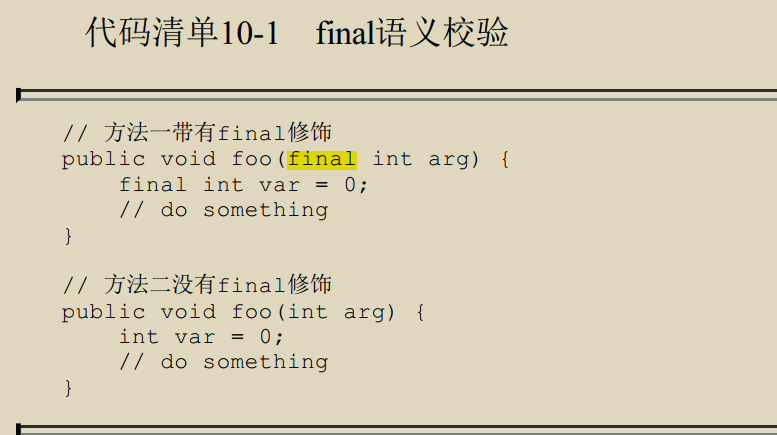 代码清单10-1 final语义校验
// 方法一带有final修饰
public void foo(final int arg) {
    final int var = 0;
    // do something
}
// 方法二没有final修饰
public void foo(int arg) {
    int var = 0;
    // do something
}